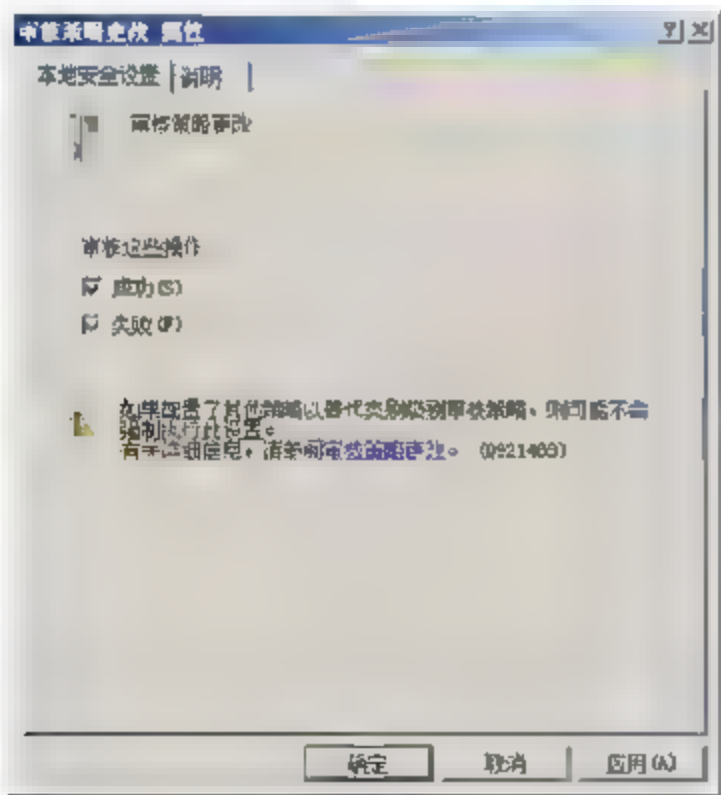 审核策略更改 属性
本地安全设置 说明
审核策略更改
审核这些操作
成功(S)
失败(F)
如果配置了其他策略以替代类别级别审核策略，则可能不会
强制执行此设置。
有关详细信息，请参阅审核策略更改。 (Q921468)
确定 取消 应用(A)